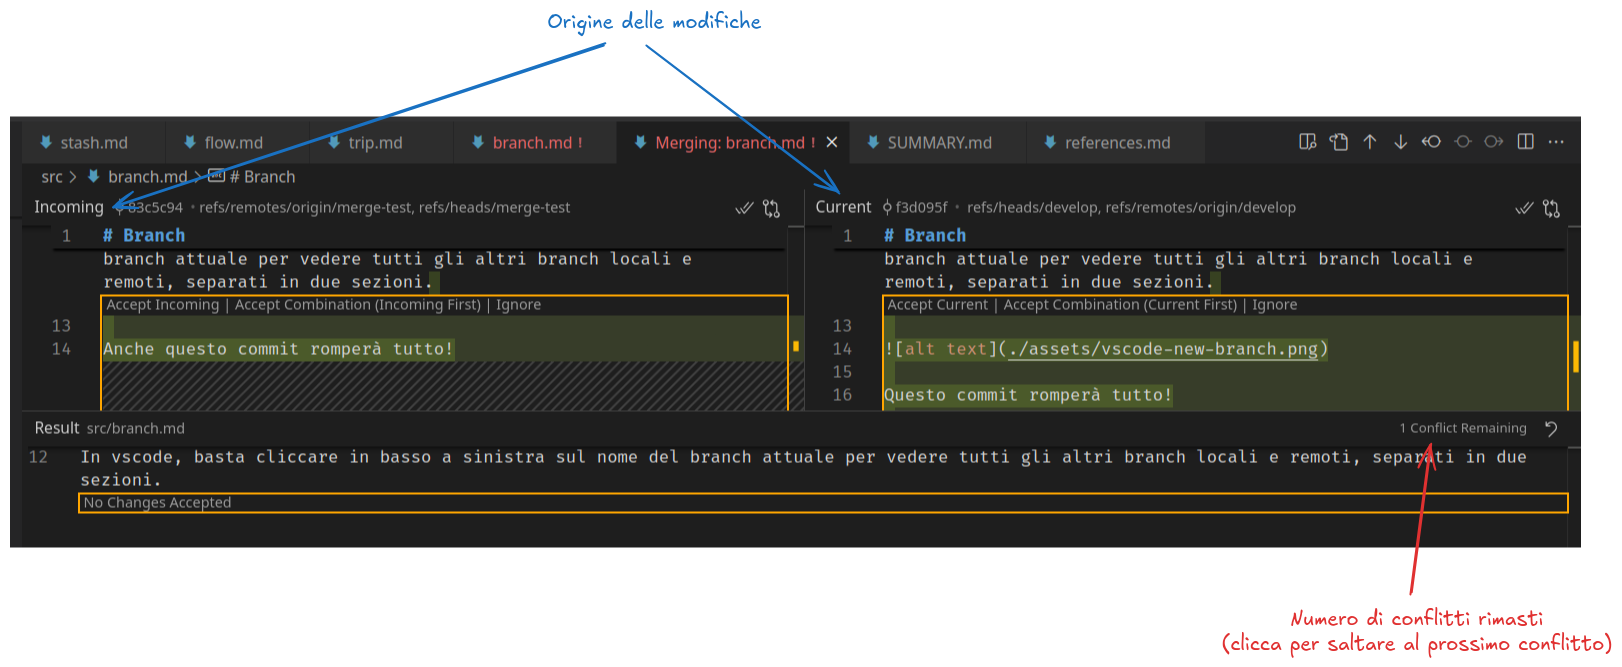 Origine delle modifiche
stash.md flow.md trip.md branch.md ! Merging: branch.md ! SUMMARY.md references.md
src > branch.md > # Branch
Incoming 83c5c94 • refs/remotes/origin/merge-test, refs/heads/merge-test
1 # Branch
branch attuale per vedere tutti gli altri branch locali e
remoti, separati in due sezioni.
Accept Incoming | Accept Combination (Incoming First) | Ignore
13
14 Anche questo commit romperà tutto!
Current f3d095f • refs/heads/develop, refs/remotes/origin/develop
1 # Branch
branch attuale per vedere tutti gli altri branch locali e
remoti, separati in due sezioni.
Accept Current | Accept Combination (Current First) | Ignore
13
14 ![alt text](./assets/vscode-new-branch.png)
15
16 Questo commit romperà tutto!
Result src/branch.md 1 Conflict Remaining
12 In vscode, basta cliccare in basso a sinistra sul nome del branch attuale per vedere tutti gli altri branch locali e remoti, separati in due
sezioni.
No Changes Accepted
Numero di conflitti rimasti
(clicca per saltare al prossimo conflitto)